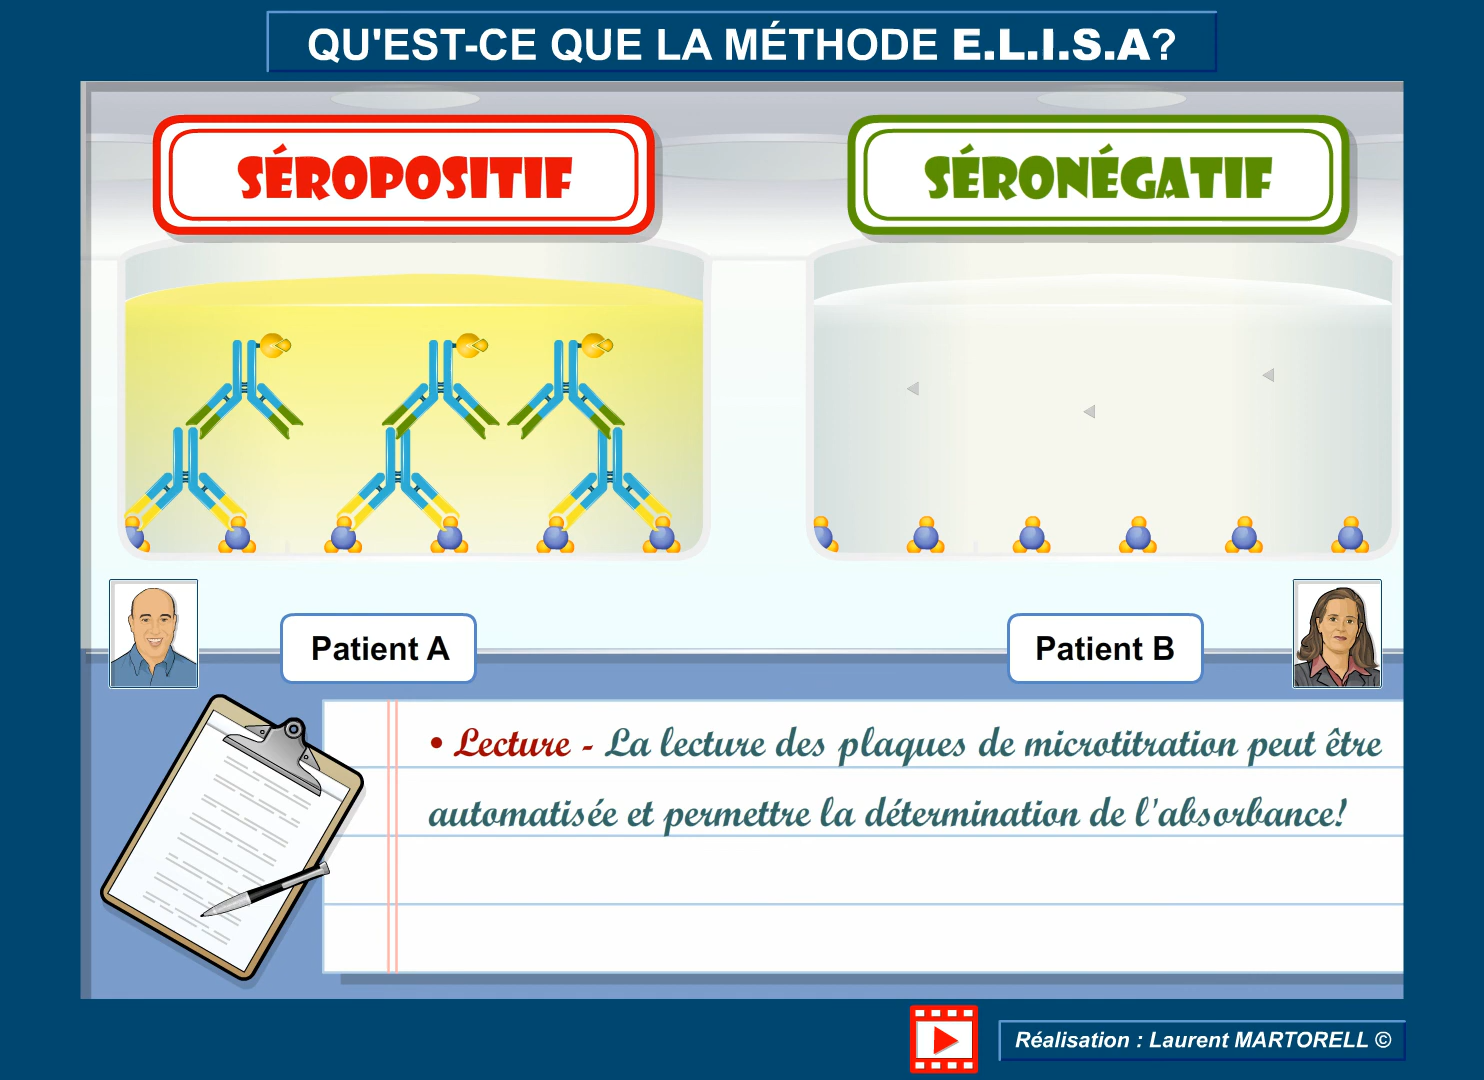 QU'EST-CE QUE LA MÉTHODE E.L.I.S.A?
SÉROPOSITIF
SÉRONÉGATIF
Patient A
Patient B
• Lecture - La lecture des plaques de microtitration peut être
automatisée et permettre la détermination de l'absorbance!
Réalisation : Laurent MARTORELL ©